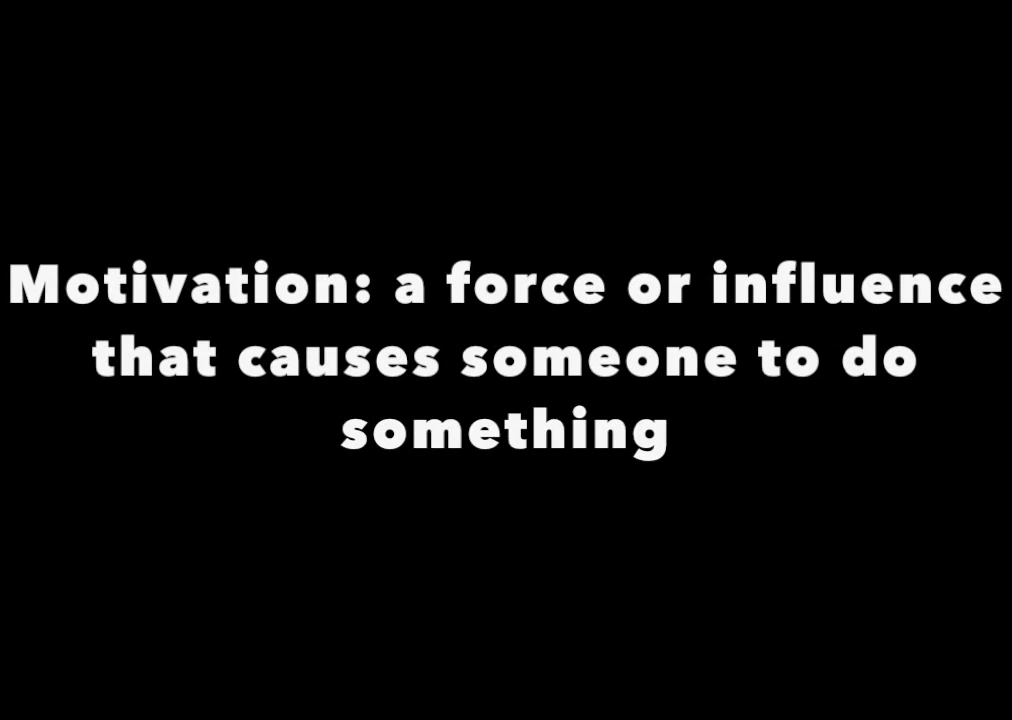 Motivation: a force or influence
that causes someone to do
something